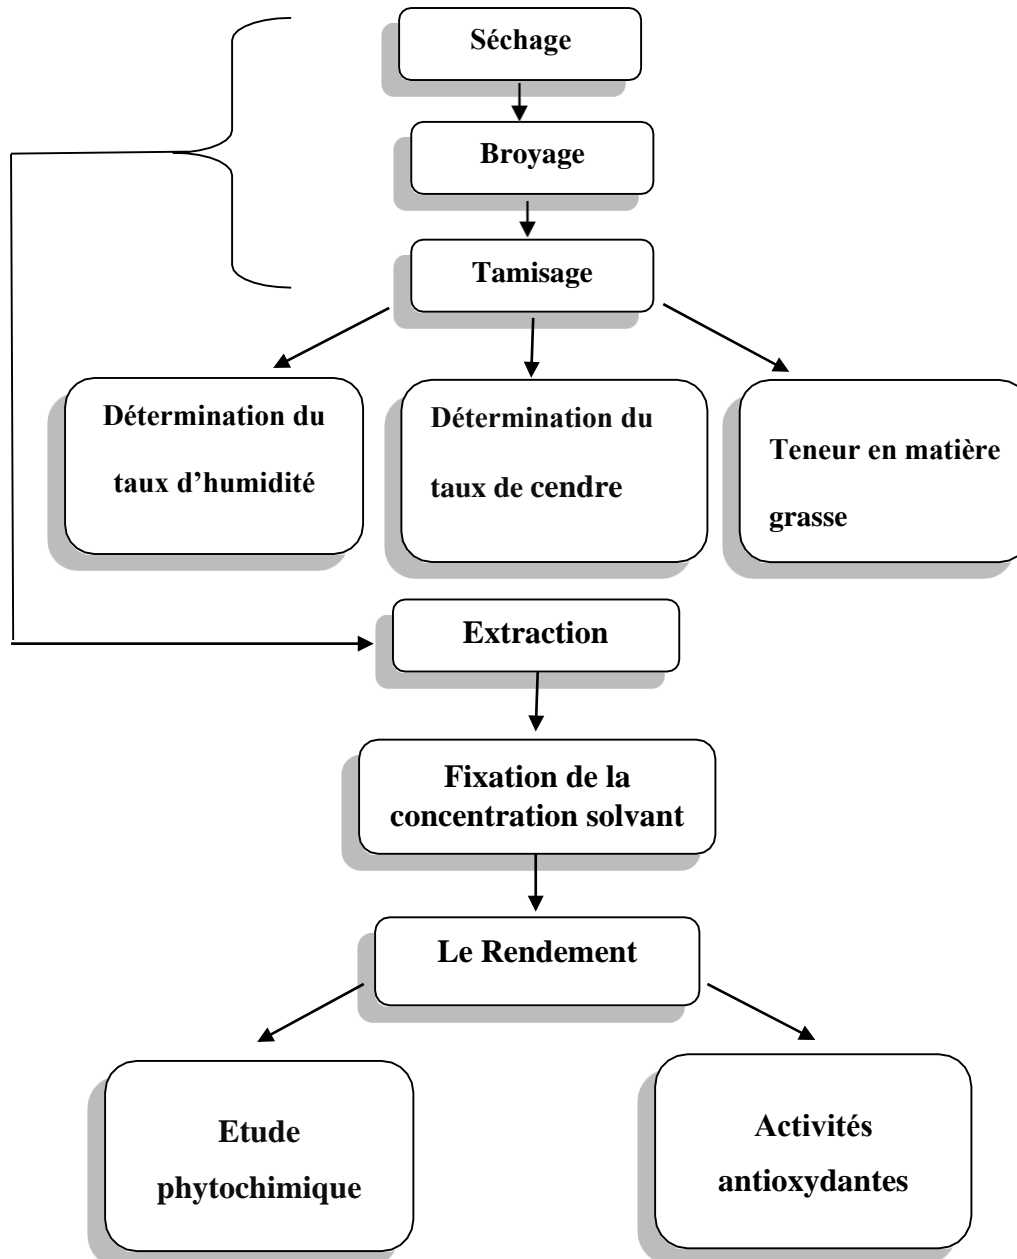 Séchage
Broyage
Tamisage
Détermination du
taux d’humidité
Détermination du
taux de cendre
Teneur en matière
grasse
Extraction
Fixation de la
concentration solvant
Le Rendement
Etude
phytochimique
Activités
antioxydantes